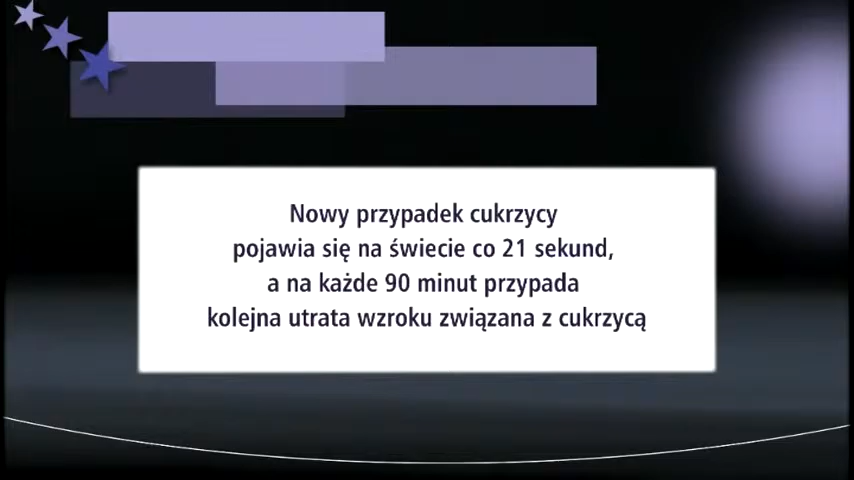 Nowy przypadek cukrzycy
pojawia się na świecie co 21 sekund,
a na każde 90 minut przypada
kolejna utrata wzroku związana z cukrzycą